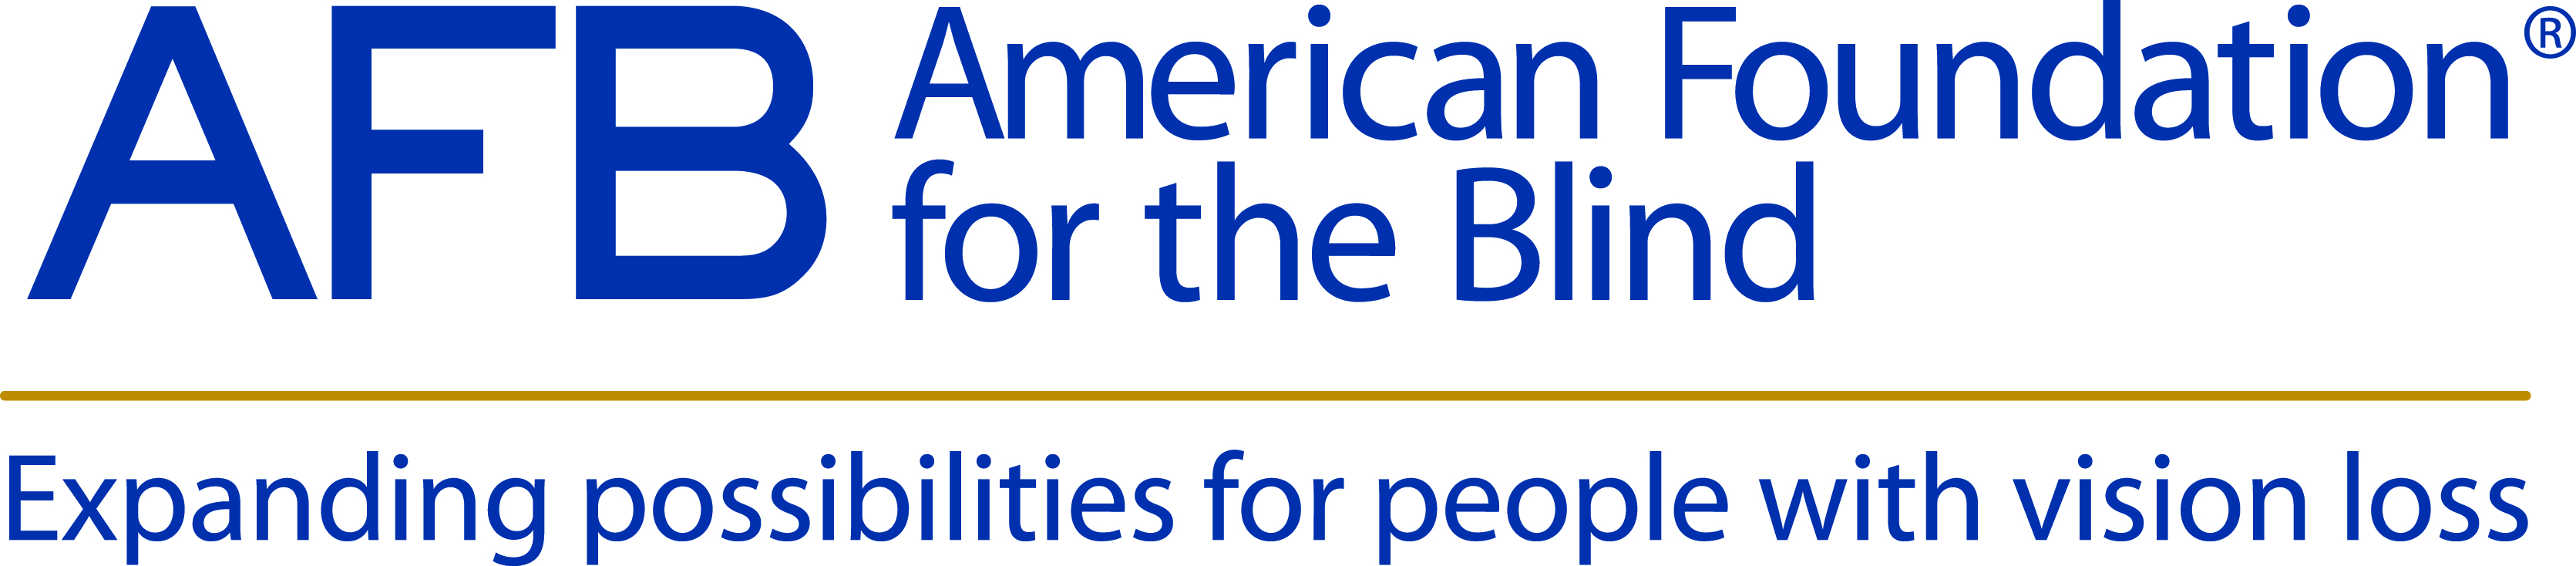 AFB American Foundation®
for the Blind
Expanding possibilities for people with vision loss